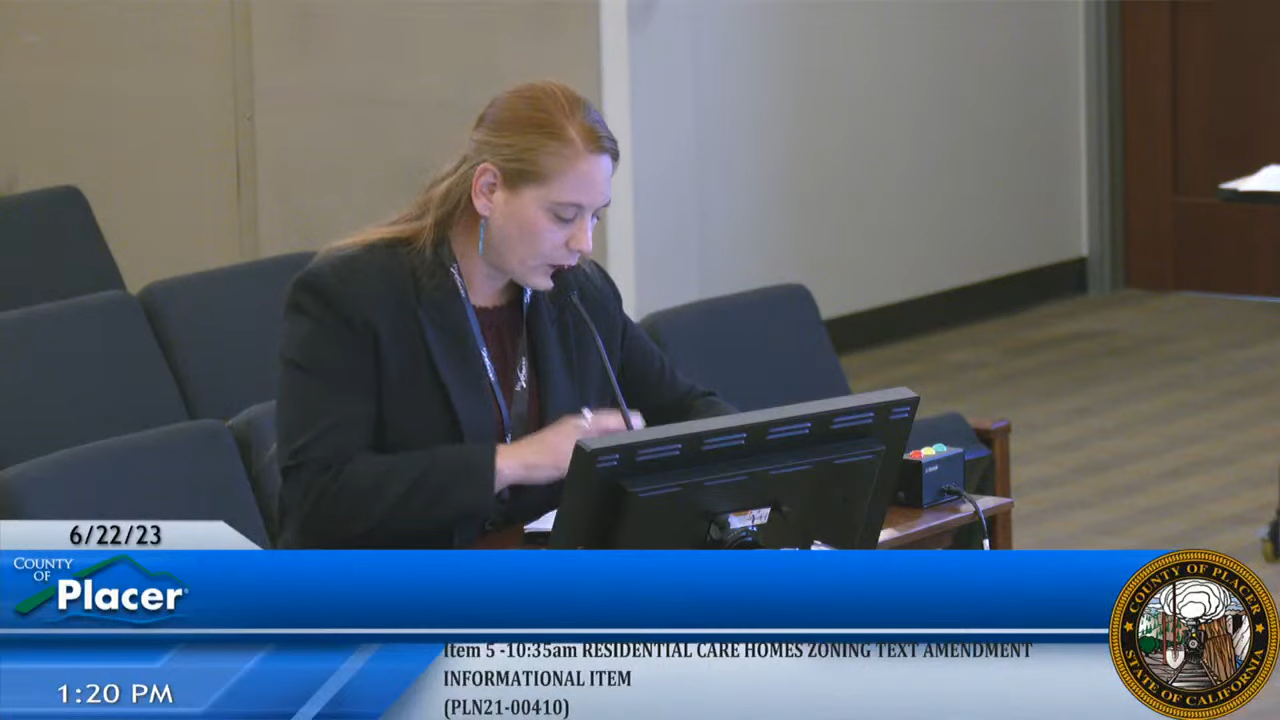 6/22/23
COUNTY
OF
Placer
1:20 PM
Item 5 -10:35am RESIDENTIAL CARE HOMES ZONING TEXT AMENDMENT
INFORMATIONAL ITEM
(PLN21-00410)
COUNTY OF PLACER
STATE OF CALIFORNIA